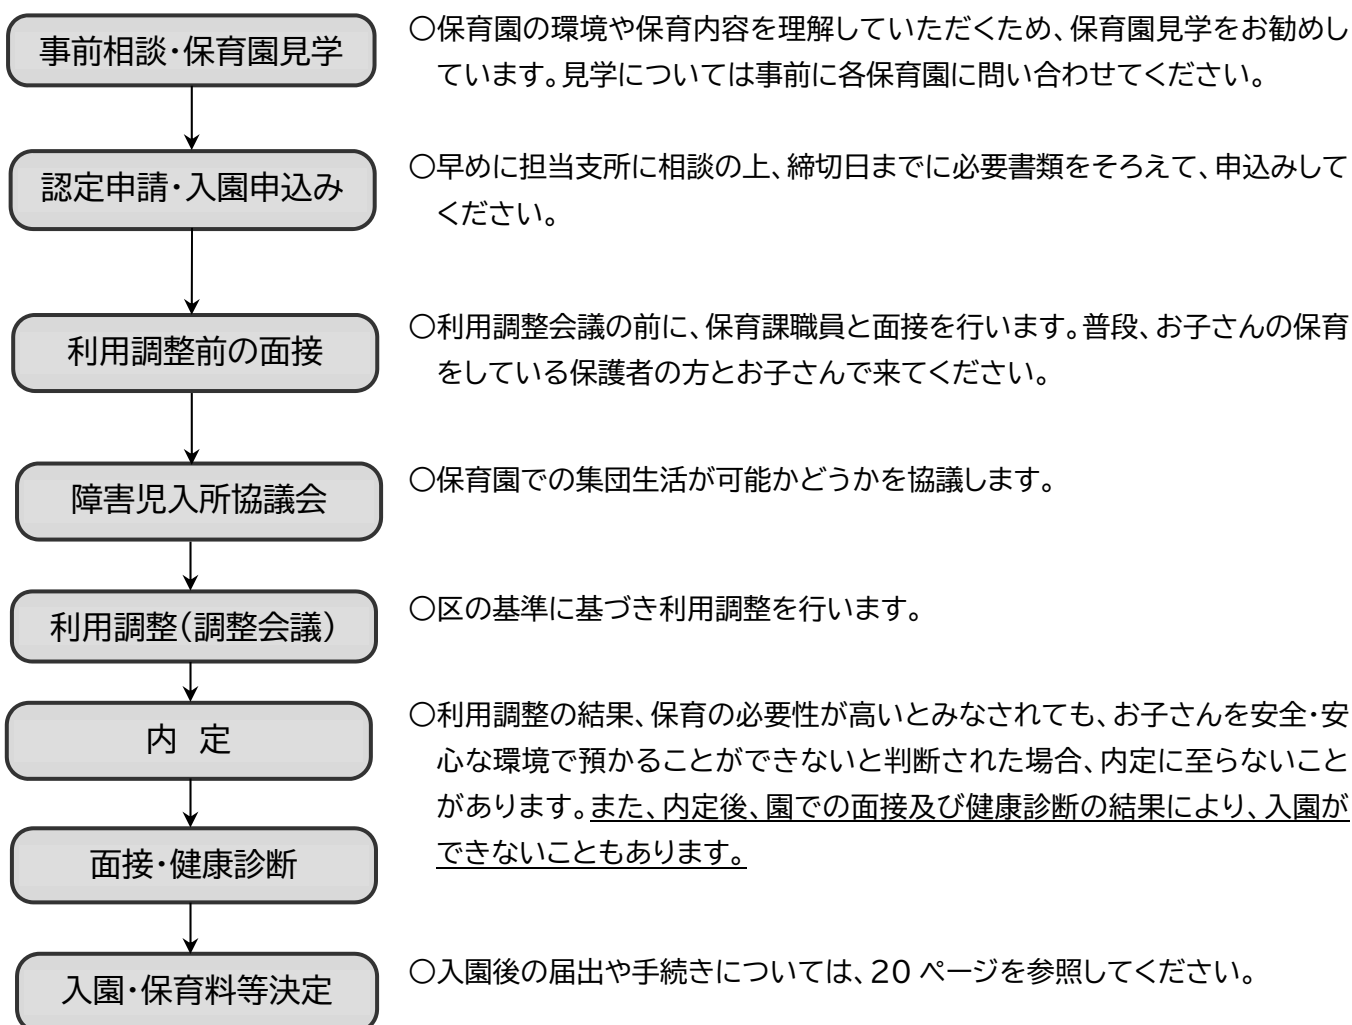 事前相談・保育園見学
〇保育園の環境や保育内容を理解していただくため、保育園見学をお勧めし
ています。見学については事前に各保育園に問い合わせてください。
認定申請・入園申込み
〇早めに担当支所に相談の上、締切日までに必要書類をそろえて、申込みして
ください。
利用調整前の面接
〇利用調整会議の前に、保育課職員と面接を行います。普段、お子さんの保育
をしている保護者の方とお子さんで来てください。
障害児入所協議会
〇保育園での集団生活が可能かどうかを協議します。
利用調整(調整会議)
〇区の基準に基づき利用調整を行います。
内 定
〇利用調整の結果、保育の必要性が高いとみなされても、お子さんを安全・安
心な環境で預かることができないと判断された場合、内定に至らないこと
があります。また、内定後、園での面接及び健康診断の結果により、入園が
できないこともあります。
面接・健康診断
入園・保育料等決定
〇入園後の届出や手続きについては、20 ページを参照してください。